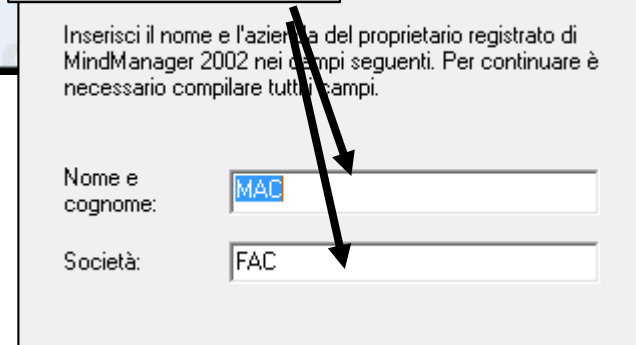 Inserisci il nome e l'azienda del proprietario registrato di
MindManager 2002 nei campi seguenti. Per continuare è
necessario compilare tutti i campi.
Nome e
cognome:
MAC
Società:
FAC